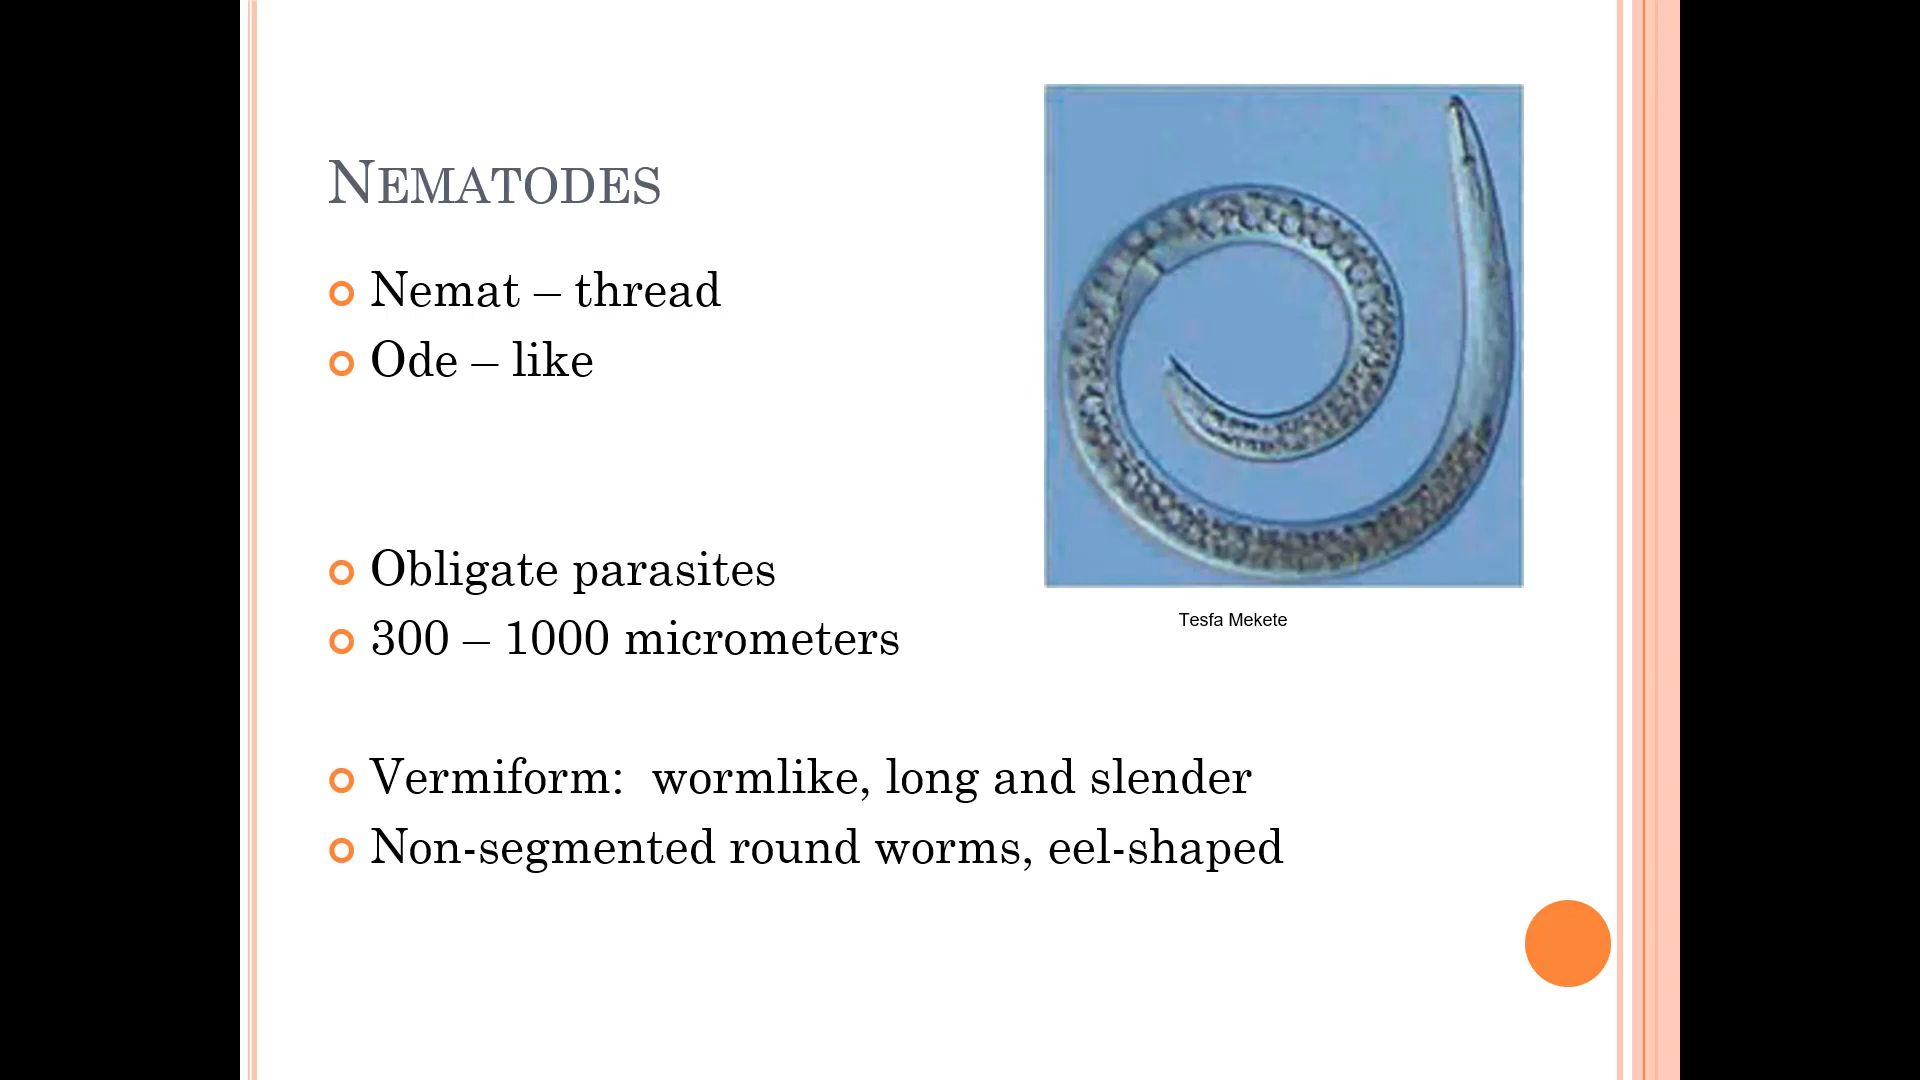 NEMATODES
Nemat – thread
Ode – like
Obligate parasites
300 – 1000 micrometers
Tesfa Mekete
Vermiform:  wormlike, long and slender
Non-segmented round worms, eel-shaped